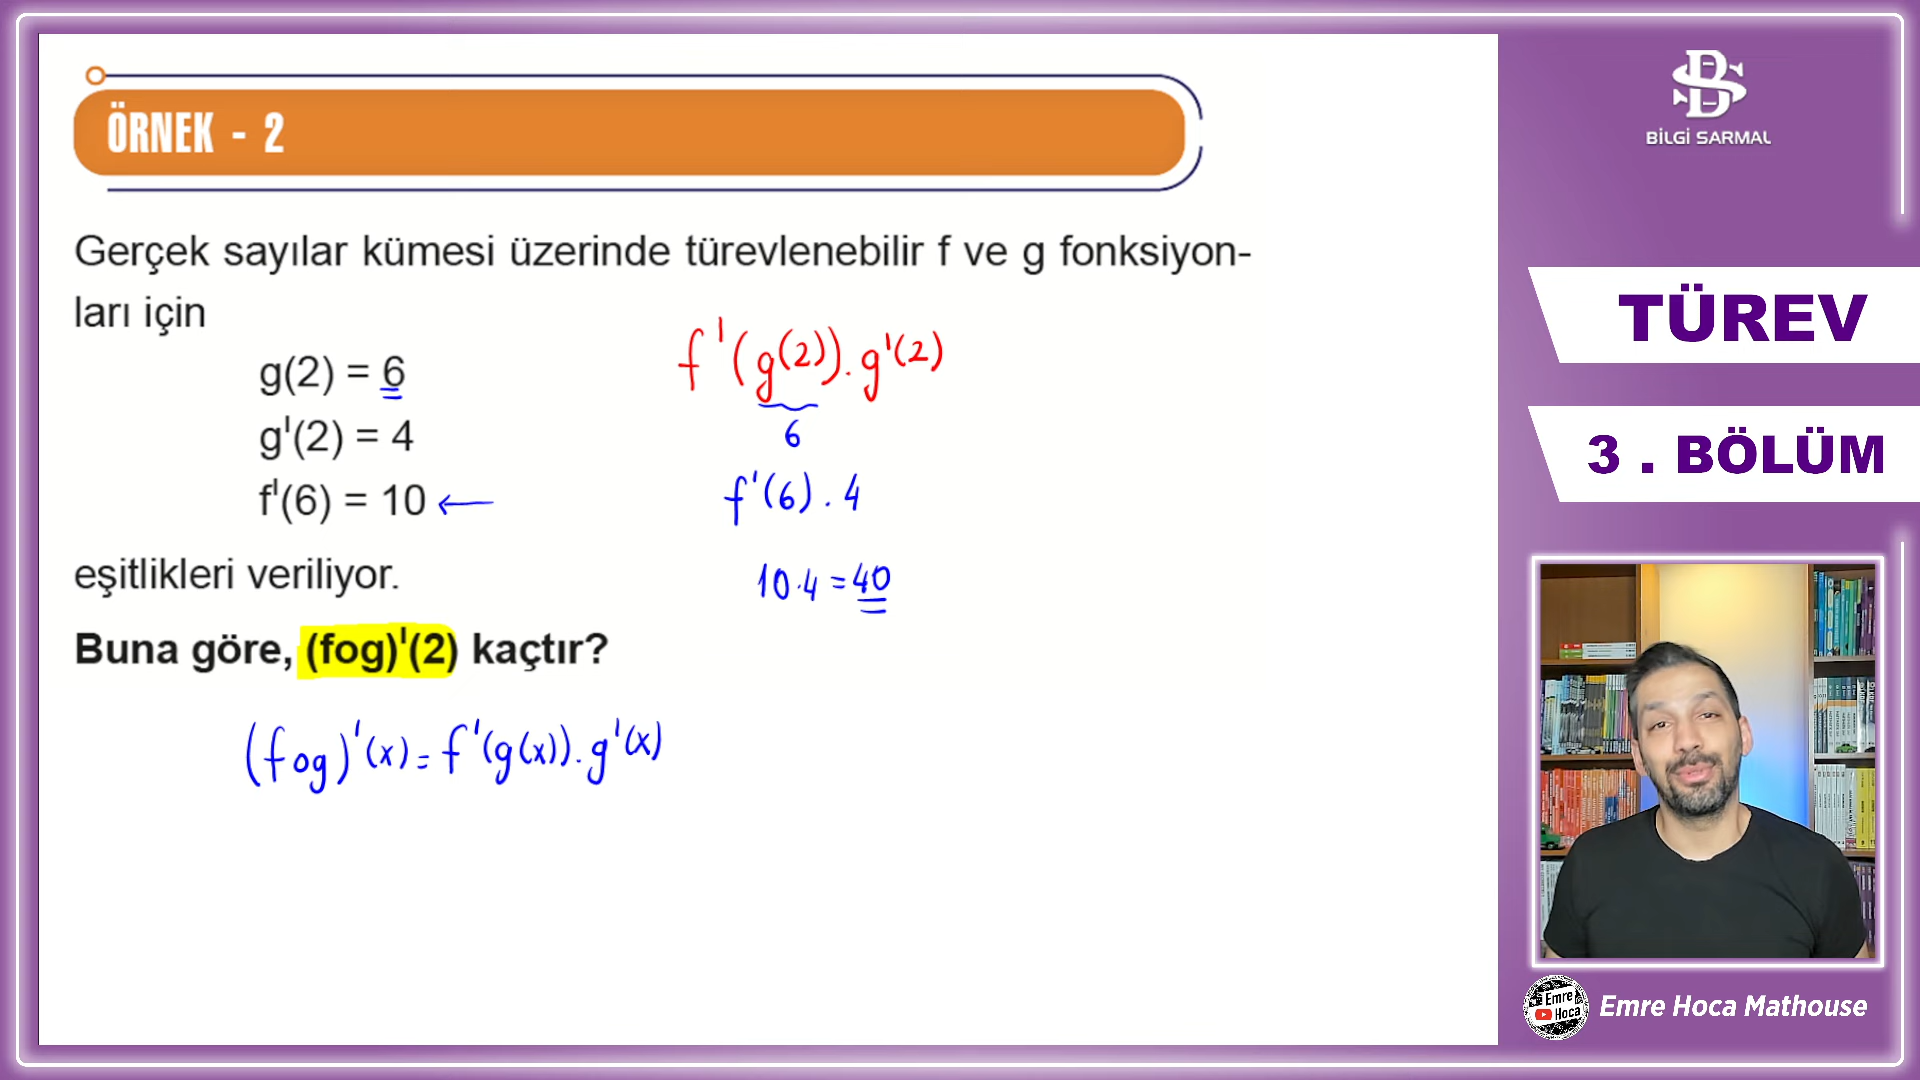 ÖRNEK - 2
Gerçek sayılar kümesi üzerinde türevlenebilir f ve g fonksiyon-
ları için
g(2) = 6
g'(2) = 4
f'(6) = 10 ←
eşitlikleri veriliyor.
Buna göre, (fog)'(2) kaçtır?
(fog)'(x) = f'(g(x)).g'(x)
f'(g(2)).g'(2)
6
f'(6) . 4
10.4 = 40
BİLGİ SARMAL
TÜREV
3 . BÖLÜM
Emre
Hoca
Emre Hoca Mathouse